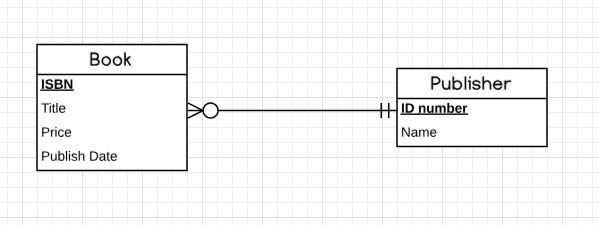 Book
ISBN
Title
Price
Publish Date
Publisher
ID number
Name